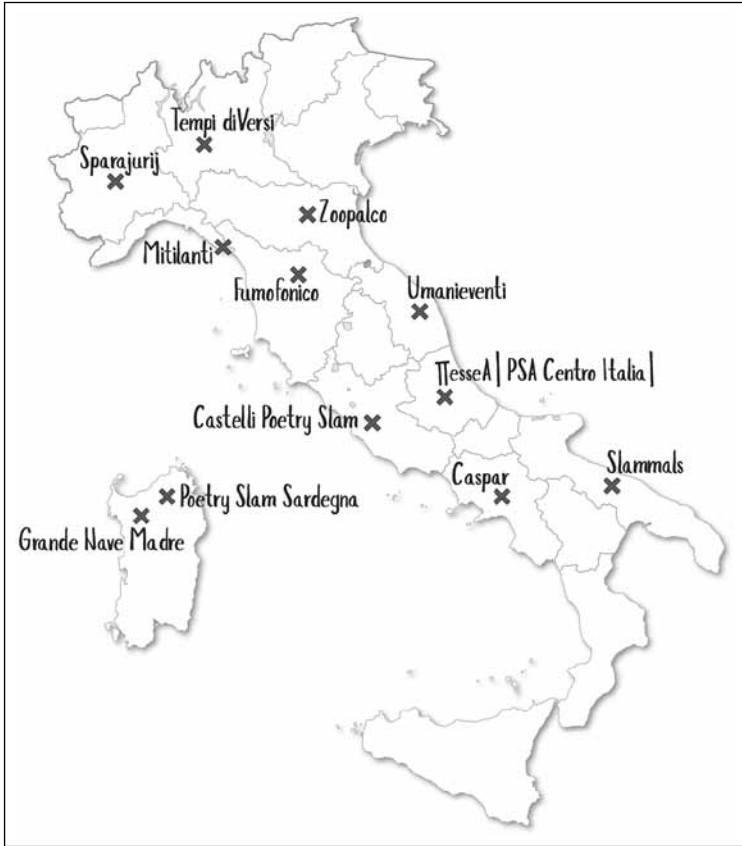 Tempi diVersi
Sparajurij
Zoopalco
Mitilanti
Fumofonico
Umanieventi
ΠesseA | PSA Centro Italia |
Castelli Poetry Slam
Slammals
Caspar
Poetry Slam Sardegna
Grande Nave Madre